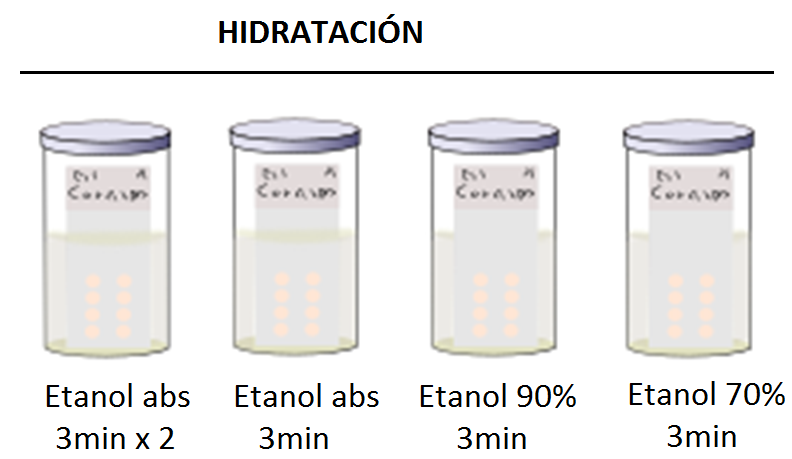 HIDRATACIÓN
Etanol abs
3min x 2
Etanol abs
3min
Etanol 90%
3min
Etanol 70%
3min